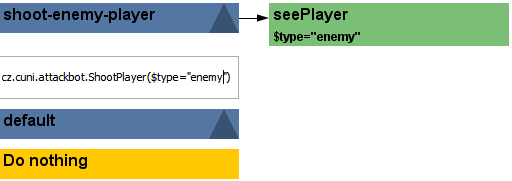 shoot-enemy-player
seePlayer
$type="enemy"
cz.cuni.attackbot.ShootPlayer($type="enemy")
default
Do nothing